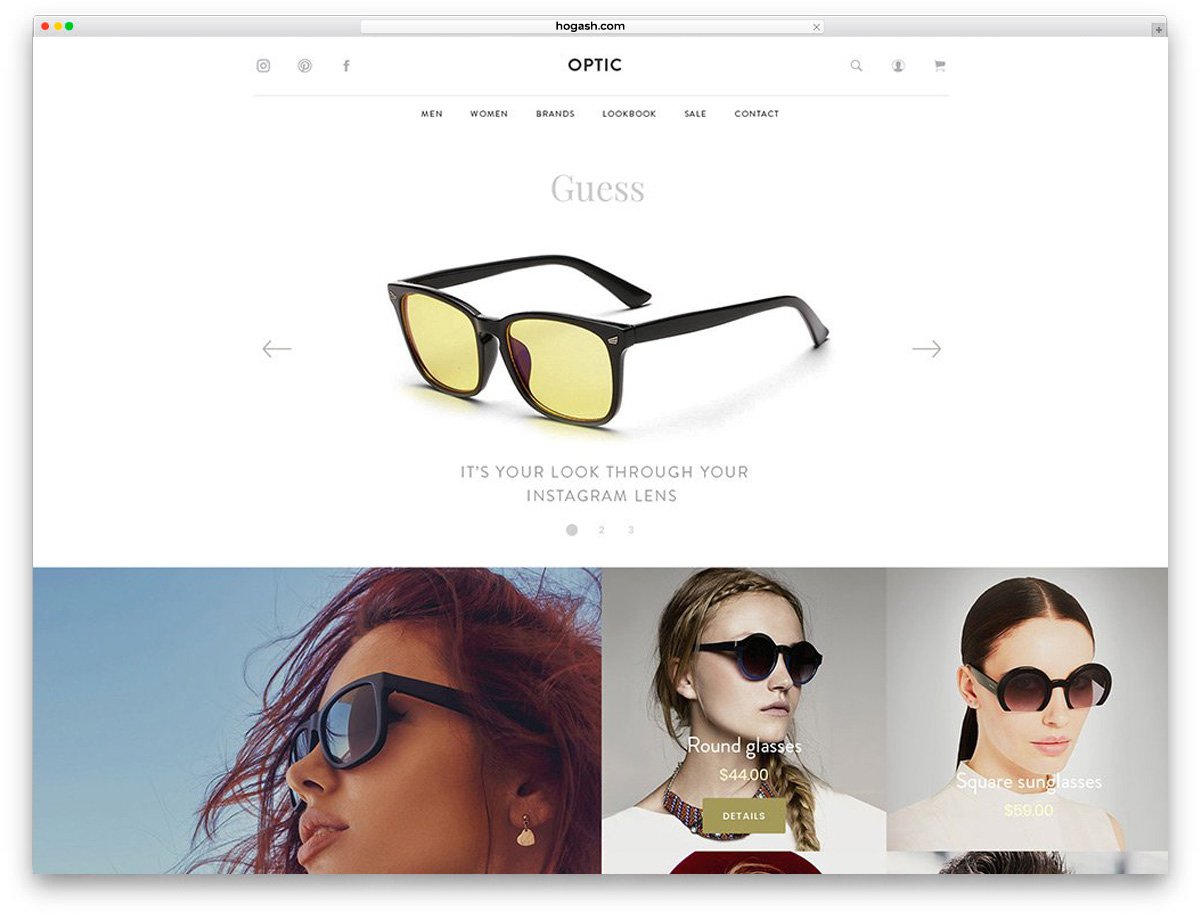 hogash.com
OPTIC
MEN WOMEN BRANDS LOOKBOOK SALE CONTACT
Guess
IT'S YOUR LOOK THROUGH YOUR
INSTAGRAM LENS
2 3
Round glasses
$44.00
DETAILS
Square sunglasses
$59.00